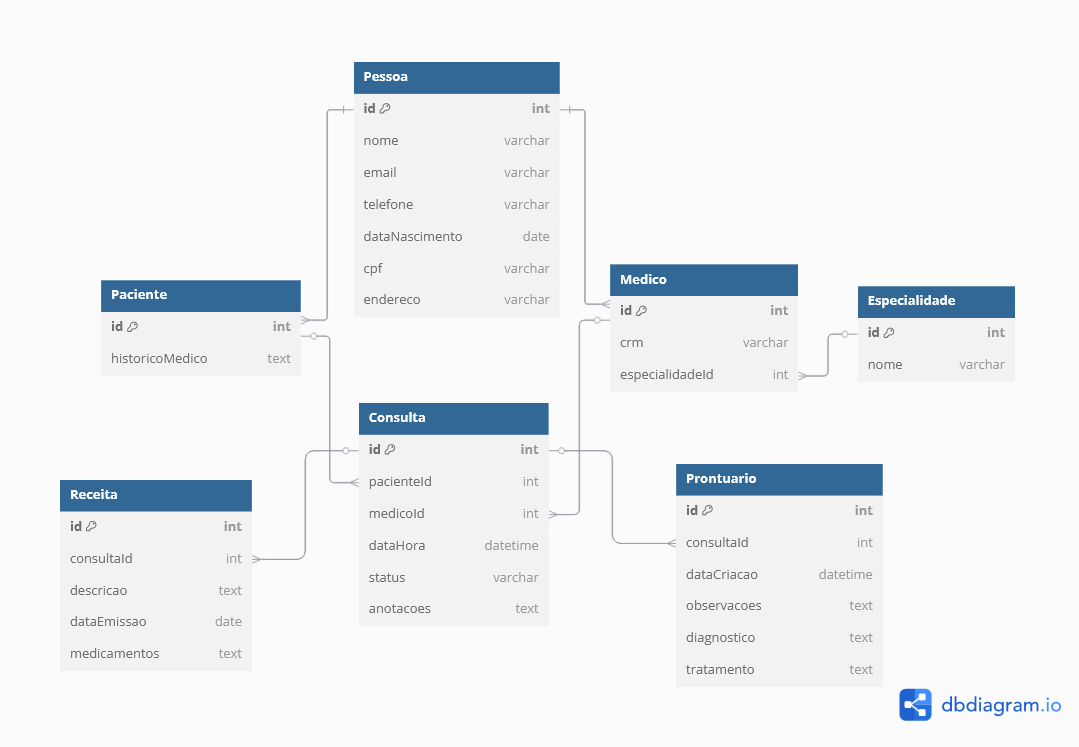 Pessoa
id int
nome varchar
email varchar
telefone varchar
dataNascimento date
cpf varchar
endereco varchar
Paciente
id int
historicoMedico text
Medico
id int
crm varchar
especialidadeId int
Especialidade
id int
nome varchar
Consulta
id int
pacienteId int
medicoId int
dataHora datetime
status varchar
anotacoes text
Receita
id int
consultaId int
descricao text
dataEmissao date
medicamentos text
Prontuario
id int
consultaId int
dataCriacao datetime
observacoes text
diagnostico text
tratamento text
dbdiagram.io